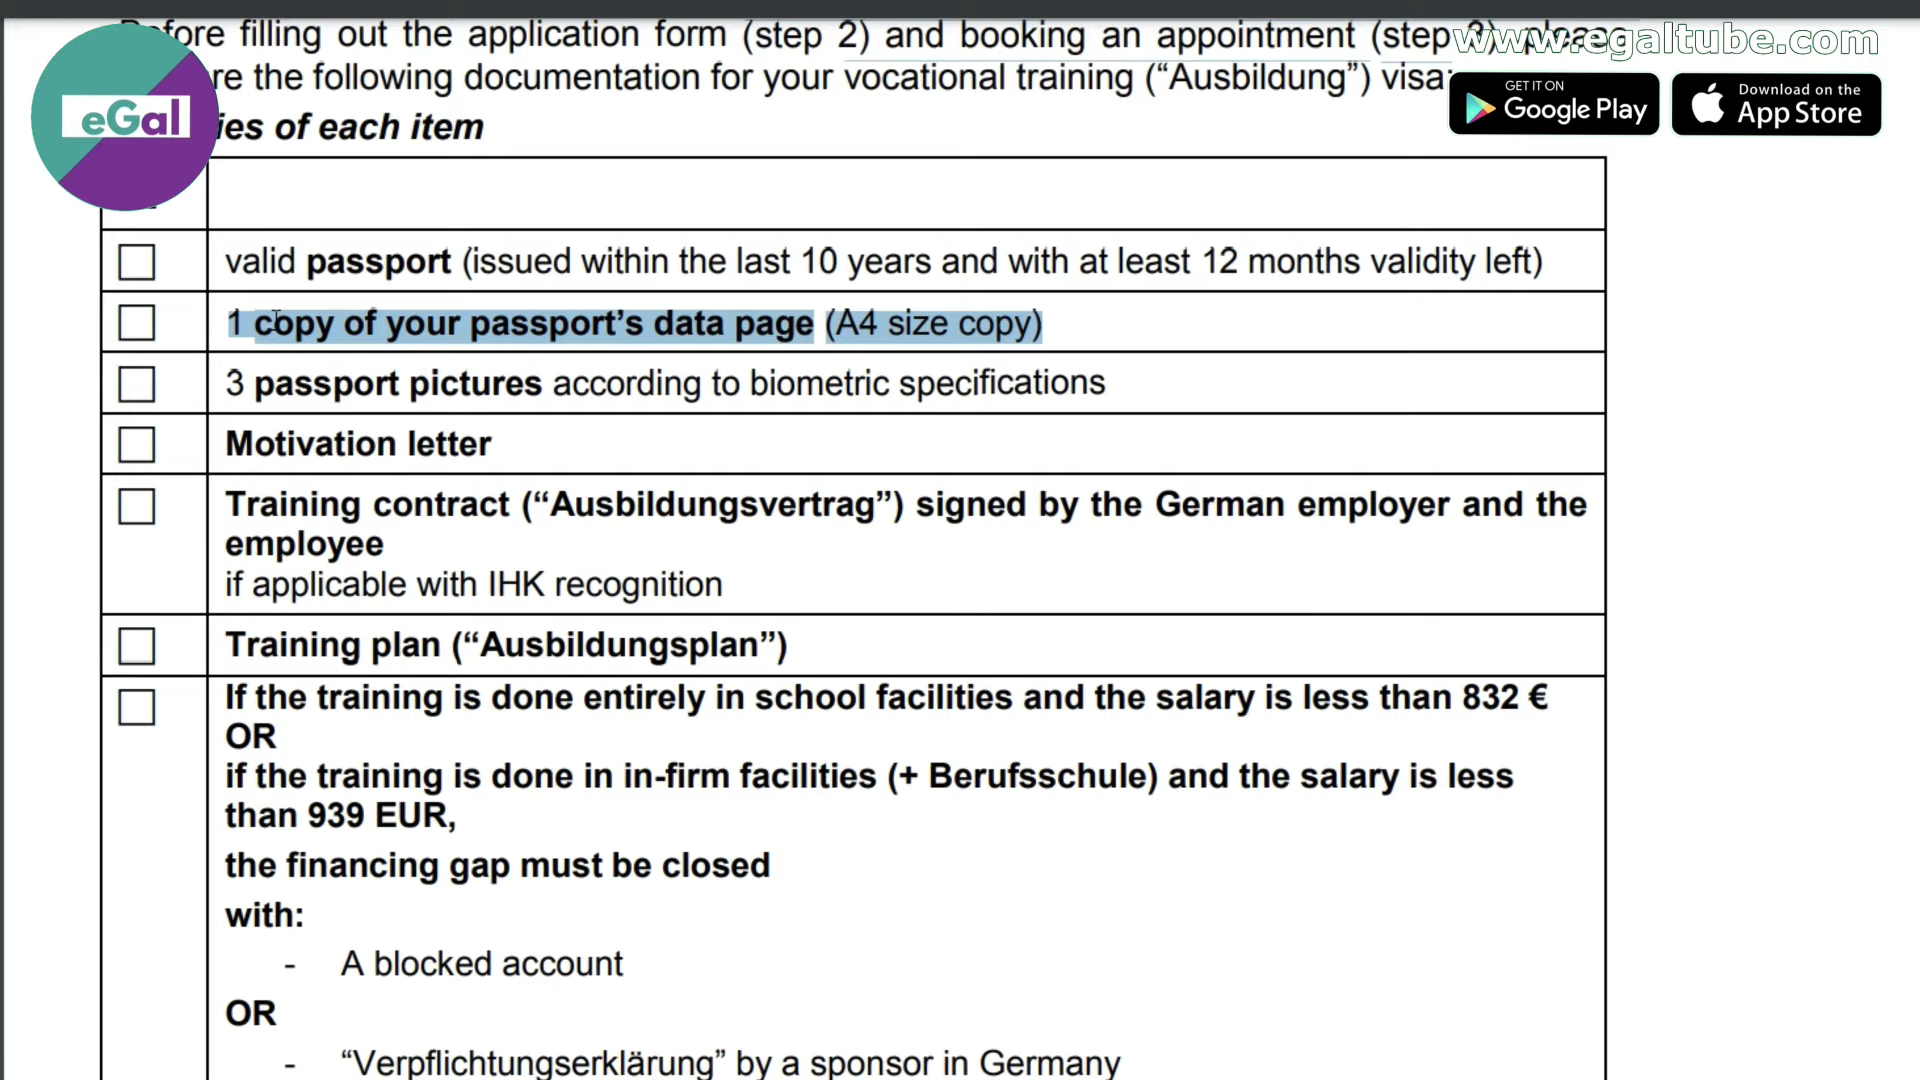 filling out the application form (step 2) and booking an appointment (step
www.egaltube.com
the following documentation for your vocational training (“Ausbildung”) visa
GET IT ON
Google Play
Download on the
App Store
eGal
of each item
valid passport (issued within the last 10 years and with at least 12 months validity left)
1 copy of your passport’s data page (A4 size copy)
3 passport pictures according to biometric specifications
Motivation letter
Training contract (“Ausbildungsvertrag”) signed by the German employer and the
employee
if applicable with IHK recognition
Training plan (“Ausbildungsplan”)
If the training is done entirely in school facilities and the salary is less than 832 €
OR
if the training is done in in-firm facilities (+ Berufsschule) and the salary is less
than 939 EUR,
the financing gap must be closed
with:
- A blocked account
OR
- “Verpflichtungserklärung” by a sponsor in Germany